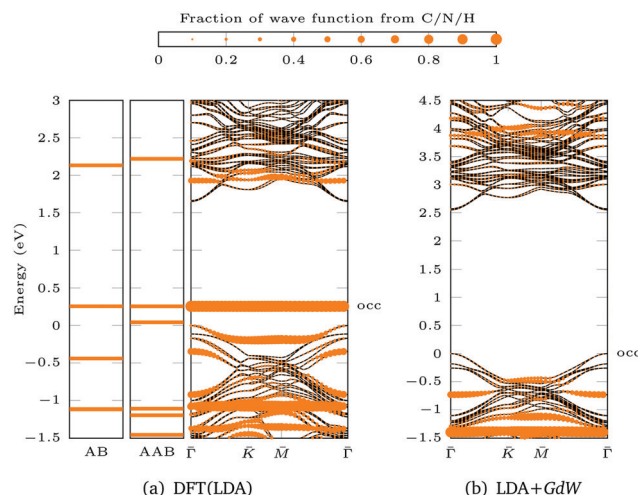 Fraction of wave function from C/N/H
0 0.2 0.4 0.6 0.8 1
Energy (eV)
3
2.5
2
1.5
1
0.5
0
−0.5
−1
−1.5
occ
AB AAB Γ̄ K̄ M̄ Γ̄
4.5
4
3.5
3
2.5
2
1.5
1
0.5
0
−0.5
−1
−1.5
occ
Γ̄ K̄ M̄ Γ̄
(a) DFT(LDA) (b) LDA+GdW